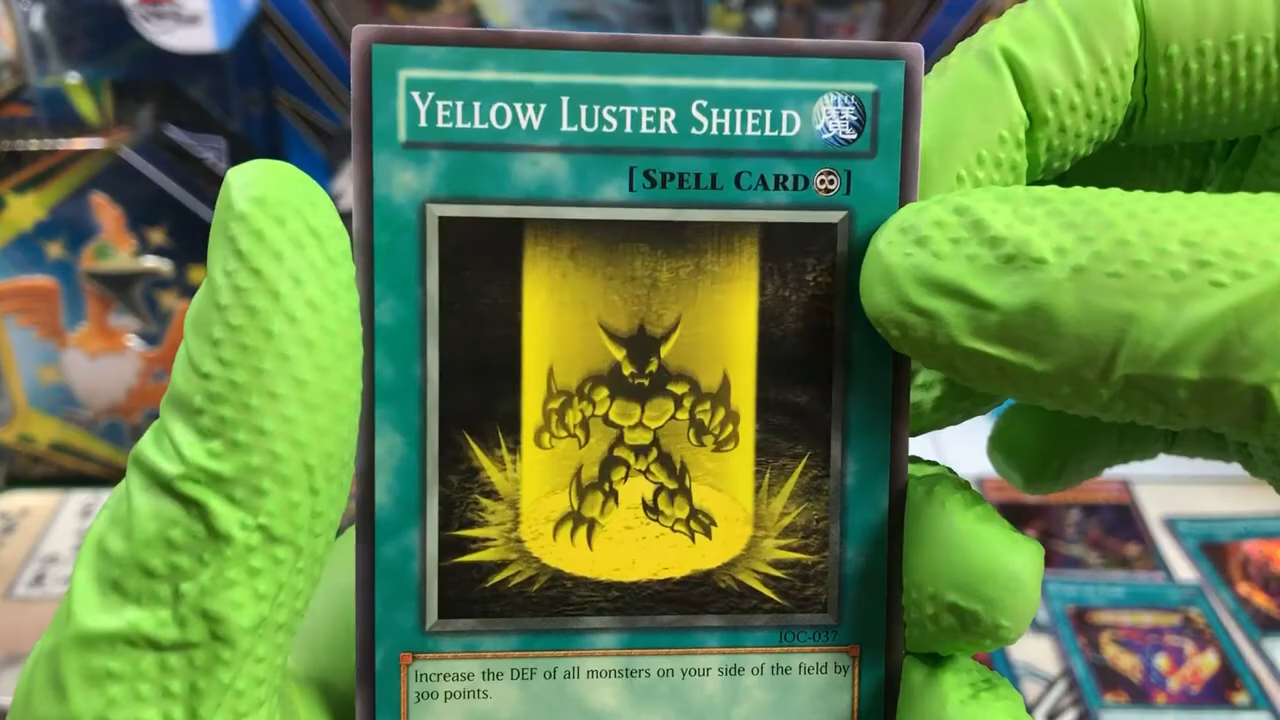 YELLOW LUSTER SHIELD 魔
[SPELL CARD♾]
IOC-037
Increase the DEF of all monsters on your side of the field by
300 points.